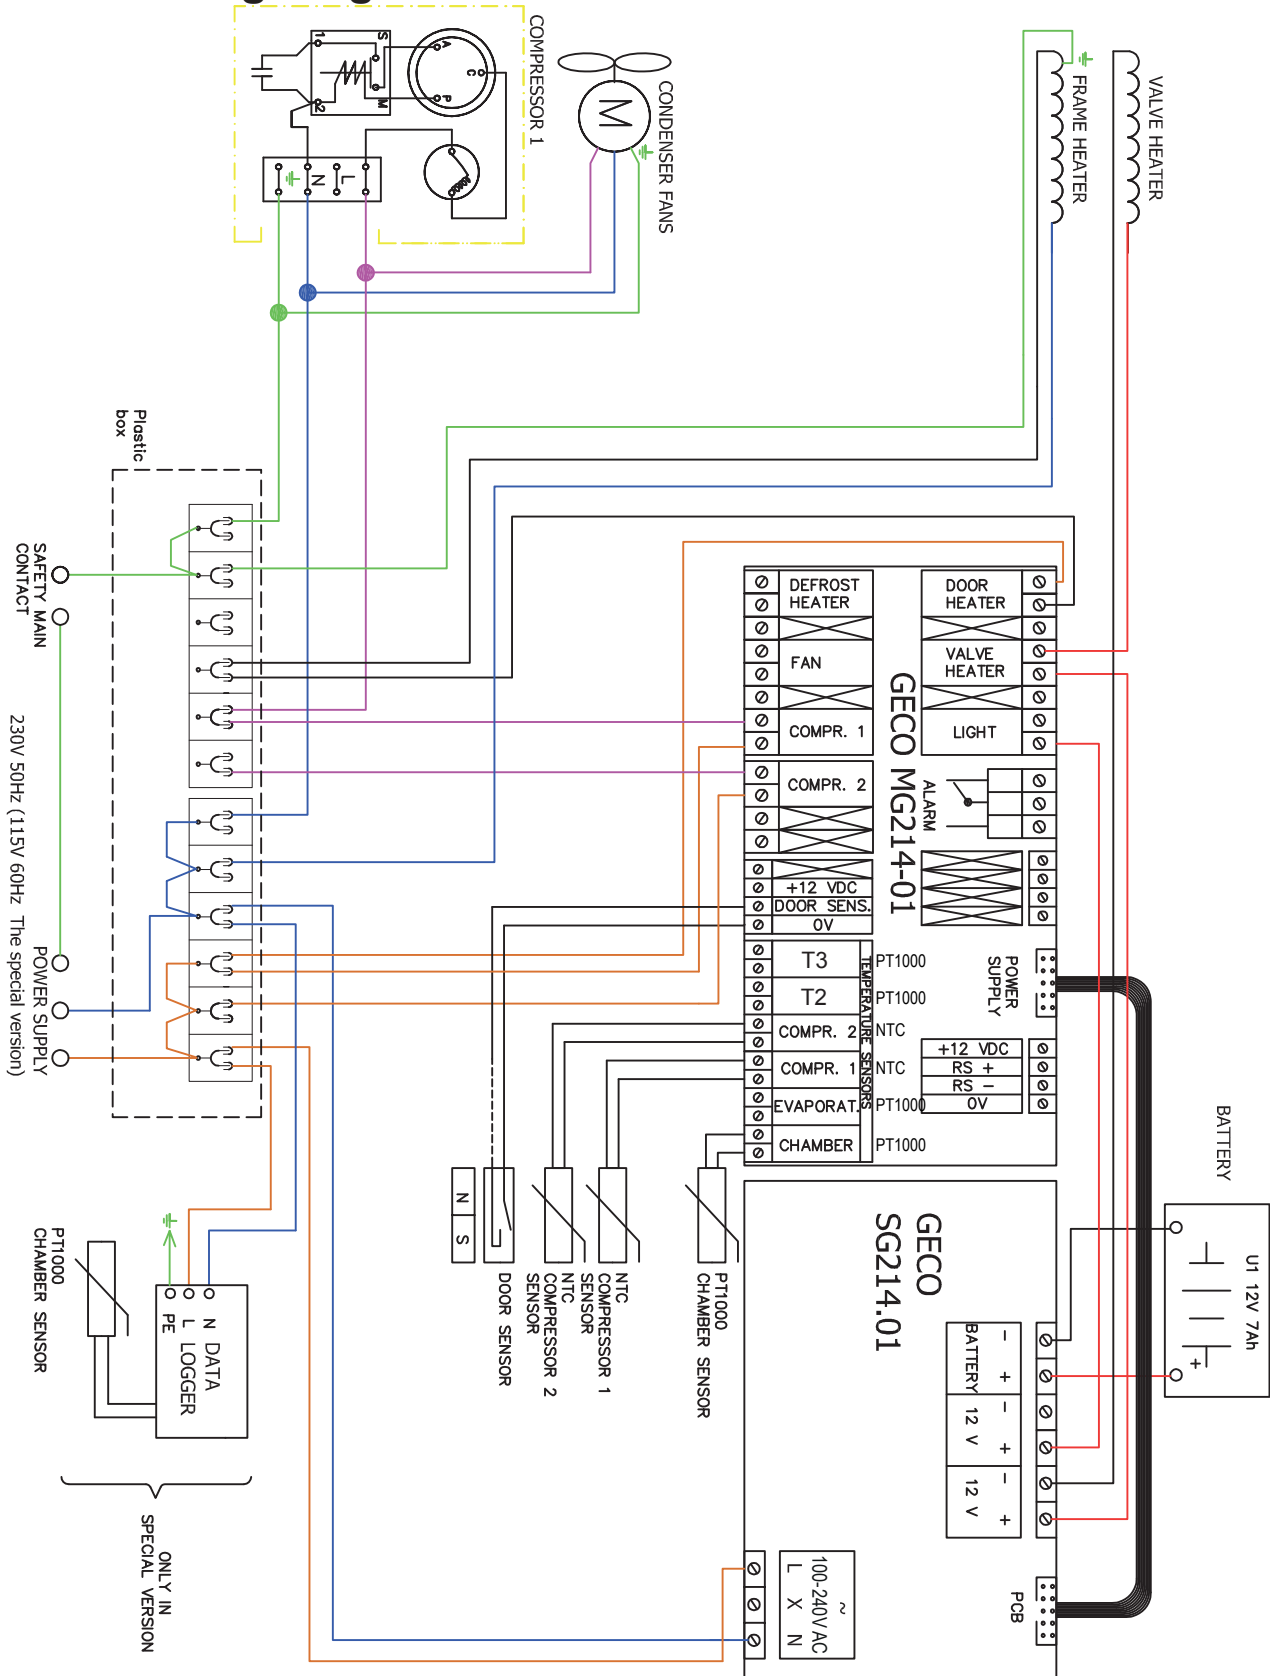 VALVE HEATER
FRAME HEATER
CONDENSER FANS
M
COMPRESSOR 1
S
M
1
2
A
C
P
L
N
Plastic
box
SAFETY MAIN
CONTACT
POWER SUPPLY
230V 50Hz (115V 60Hz The special version)
GECO MG214-01
DEFROST
HEATER
FAN
COMPR. 1
COMPR. 2
+12 VDC
DOOR SENS.
0V
DOOR
HEATER
VALVE
HEATER
LIGHT
ALARM
TEMPERATURE SENSORS
T3
PT1000
T2
PT1000
COMPR. 2
NTC
COMPR. 1
NTC
EVAPORAT.
PT1000
CHAMBER
PT1000
POWER
SUPPLY
+12 VDC
RS +
RS −
0V
BATTERY
U1 12V 7Ah
+
GECO
SG214.01
BATTERY
− +
12 V
− +
12 V
− +
PCB
~
100-240V AC
L X N
PT1000
CHAMBER SENSOR
NTC
COMPRESSOR 1
SENSOR
NTC
COMPRESSOR 2
SENSOR
DOOR SENSOR
N
S
N DATA
L LOGGER
PE
PT1000
CHAMBER SENSOR
ONLY IN
SPECIAL VERSION